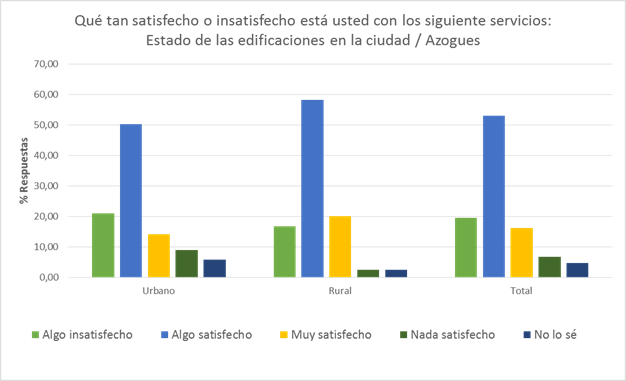 Qué tan satisfecho o insatisfecho está usted con los siguiente servicios:
Estado de las edificaciones en la ciudad / Azogues
70,00
60,00
50,00
40,00
30,00
20,00
10,00
0,00
% Respuestas
Urbano Rural Total
Algo insatisfecho Algo satisfecho Muy satisfecho Nada satisfecho No lo sé